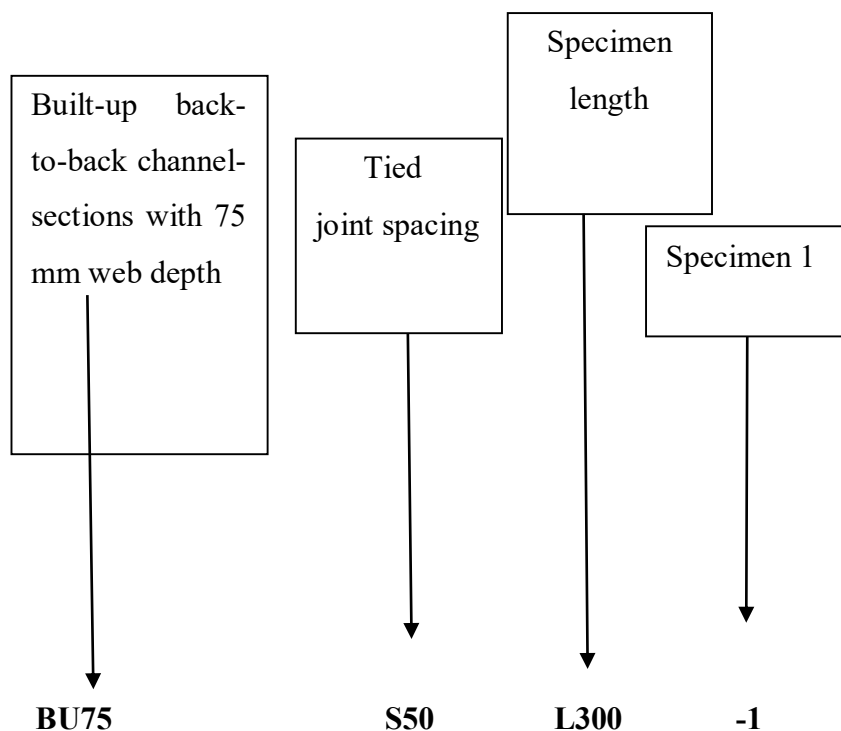 Built-up back-
to-back channel-
sections with 75
mm web depth
Tied
joint spacing
Specimen
length
Specimen 1
BU75 S50 L300 -1